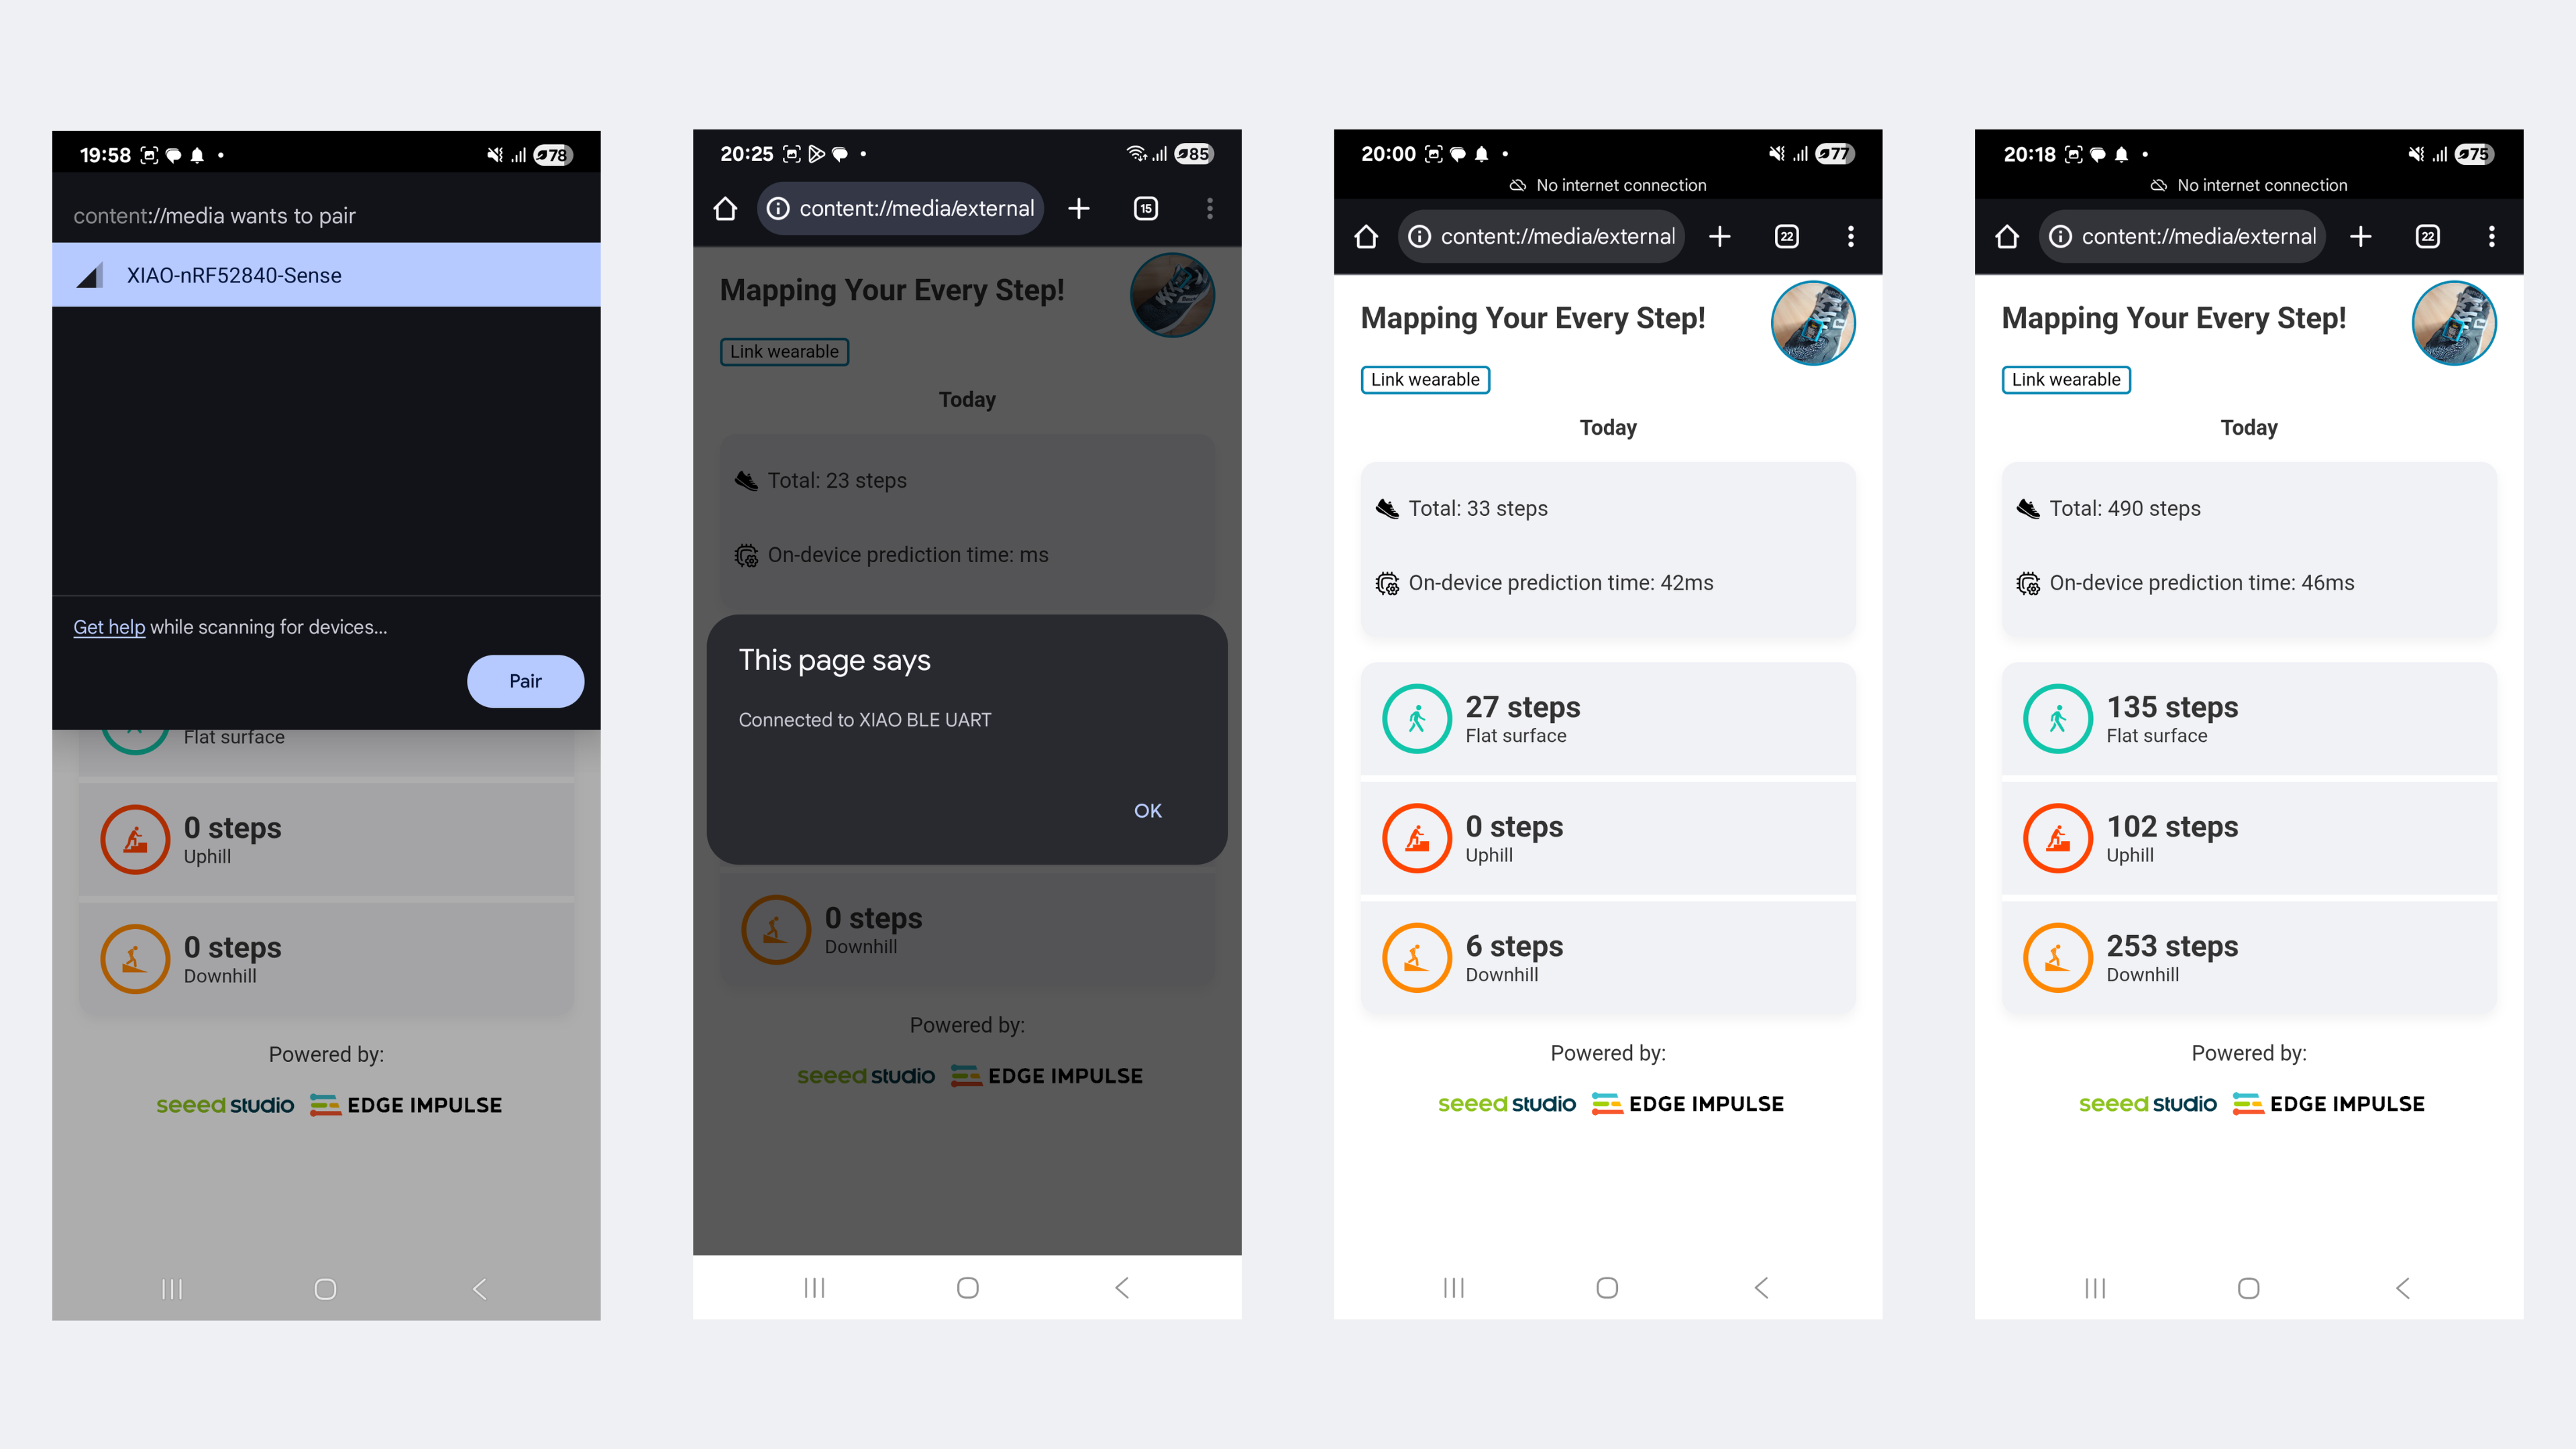 19:58
78
content://media wants to pair
XIAO-nRF52840-Sense
Get help while scanning for devices...
Pair
Flat surface
0 steps
Uphill
0 steps
Downhill
Powered by:
seeed studio EDGE IMPULSE
20:25
85
content://media/external
15
Mapping Your Every Step!
Link wearable
Today
Total: 23 steps
On-device prediction time: ms
This page says
Connected to XIAO BLE UART
OK
0 steps
Downhill
Powered by:
seeed studio EDGE IMPULSE
20:00
77
No internet connection
content://media/external
22
Mapping Your Every Step!
Link wearable
Today
Total: 33 steps
On-device prediction time: 42ms
27 steps
Flat surface
0 steps
Uphill
6 steps
Downhill
Powered by:
seeed studio EDGE IMPULSE
20:18
75
No internet connection
content://media/external
22
Mapping Your Every Step!
Link wearable
Today
Total: 490 steps
On-device prediction time: 46ms
135 steps
Flat surface
102 steps
Uphill
253 steps
Downhill
Powered by:
seeed studio EDGE IMPULSE